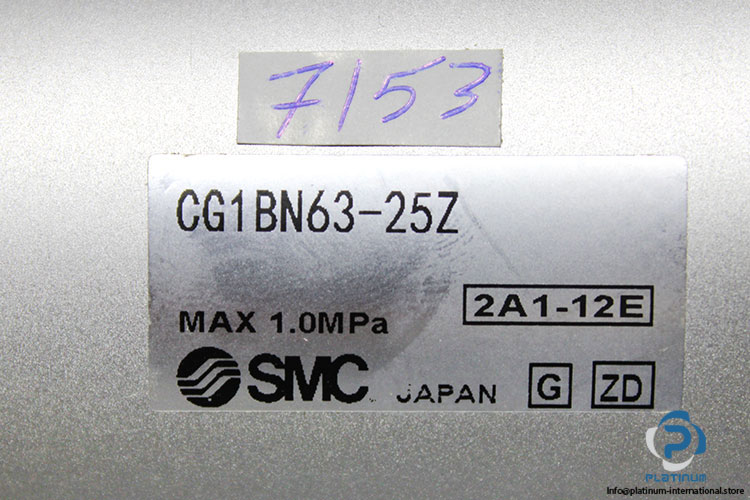 7153
CG1BN63-25Z
2A1-12E
MAX 1.0MPa
SMC JAPAN G ZD
PLATINUM
Info@platinum-international.store